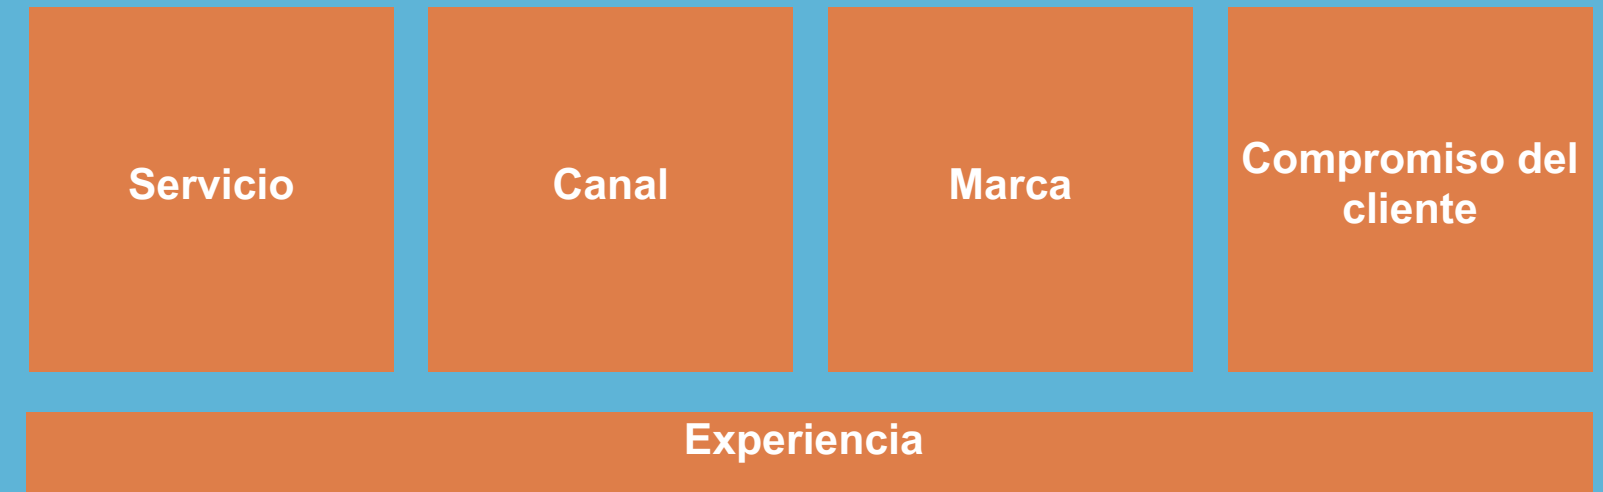 Servicio
Canal
Marca
Compromiso del
cliente
Experiencia